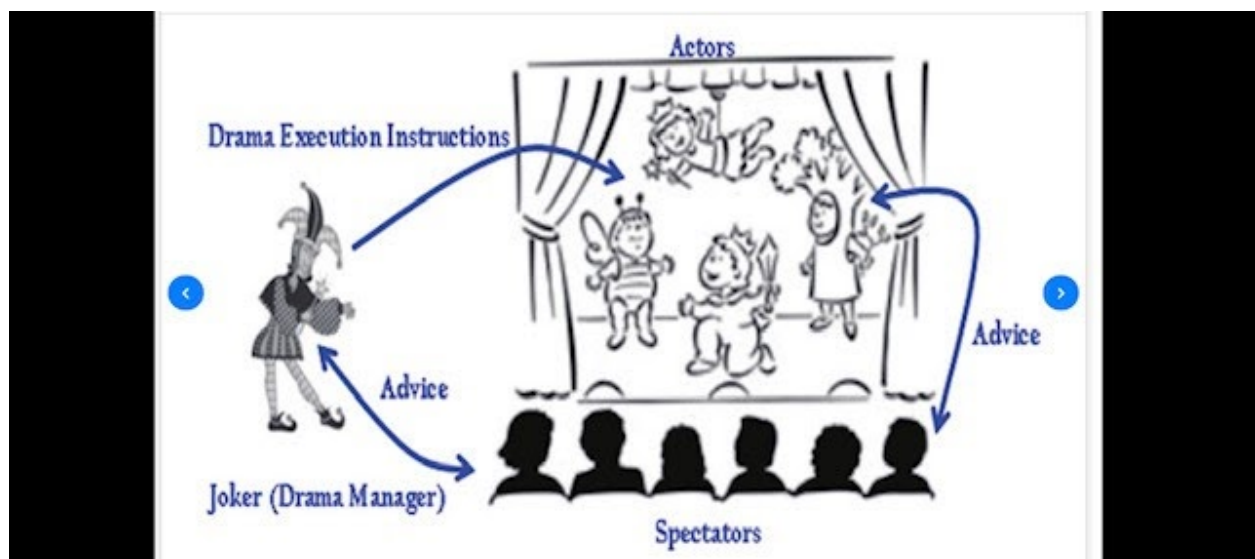 Actors
Drama Execution Instructions
Advice
Advice
Joker (Drama Manager)
Spectators